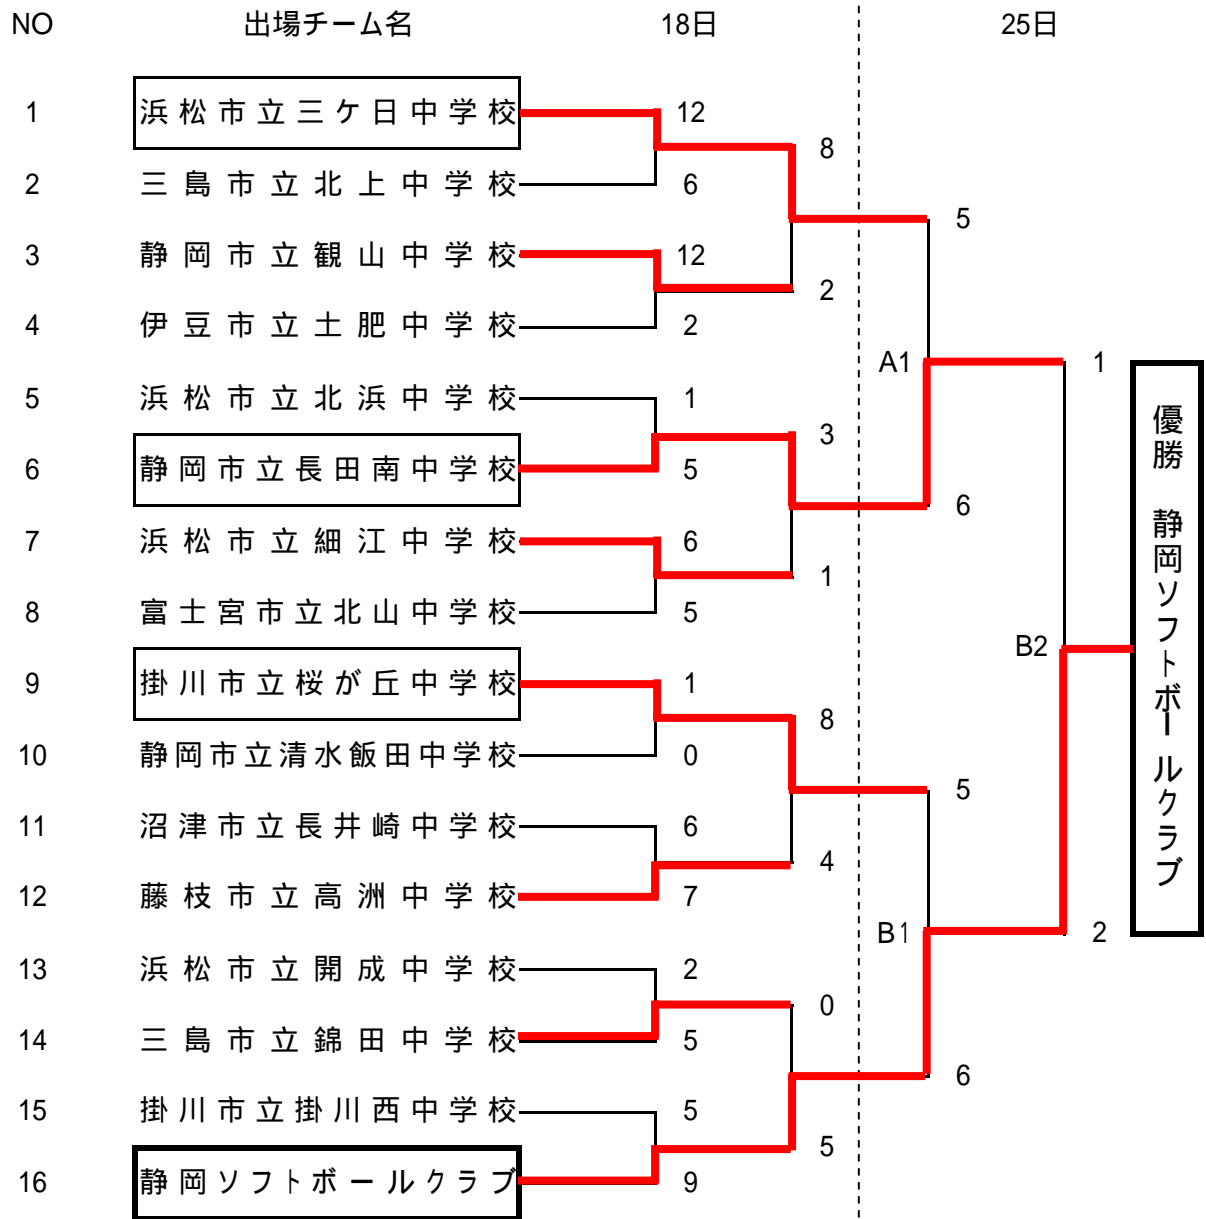 NO 出場チーム名 18日 25日
1 浜松市立三ケ日中学校 12
8
2 三島市立北上中学校 6
5
3 静岡市立観山中学校 12
2
4 伊豆市立土肥中学校 2
A1 1
5 浜松市立北浜中学校 1
3
6 静岡市立長田南中学校 5
6
7 浜松市立細江中学校 6
1
8 富士宮市立北山中学校 5
B2
9 掛川市立桜が丘中学校 1
8
10 静岡市立清水飯田中学校 0
5
11 沼津市立長井崎中学校 6
4
12 藤枝市立高洲中学校 7
B1 2
13 浜松市立開成中学校 2
0
14 三島市立錦田中学校 5
6
15 掛川市立掛川西中学校 5
5
16 静岡ソフトボールクラブ 9
優勝 静岡ソフトボールクラブ